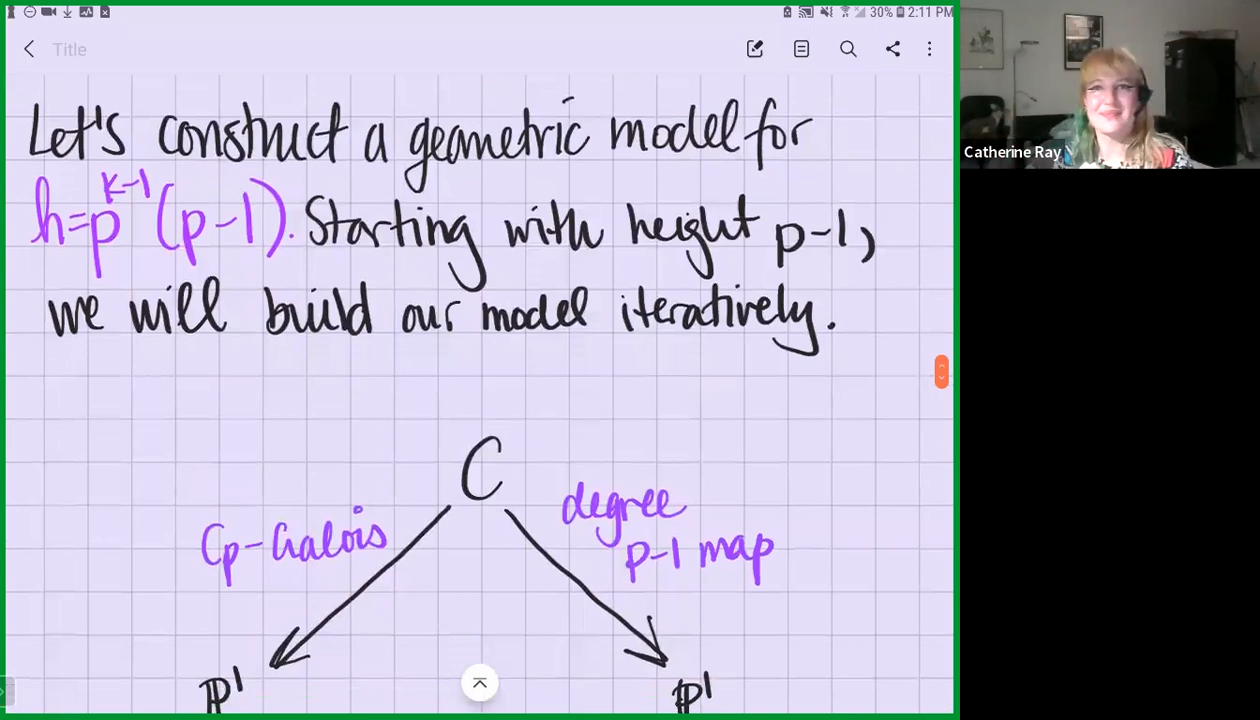 30% 2:11 PM
Title
Let's construct a geometric model for
h=p^{k-1}(p-1). Starting with height p-1,
we will build our model iteratively.
C
Cp-Galois
degree
p-1 map
ℙ¹ ℙ¹
Catherine Ray